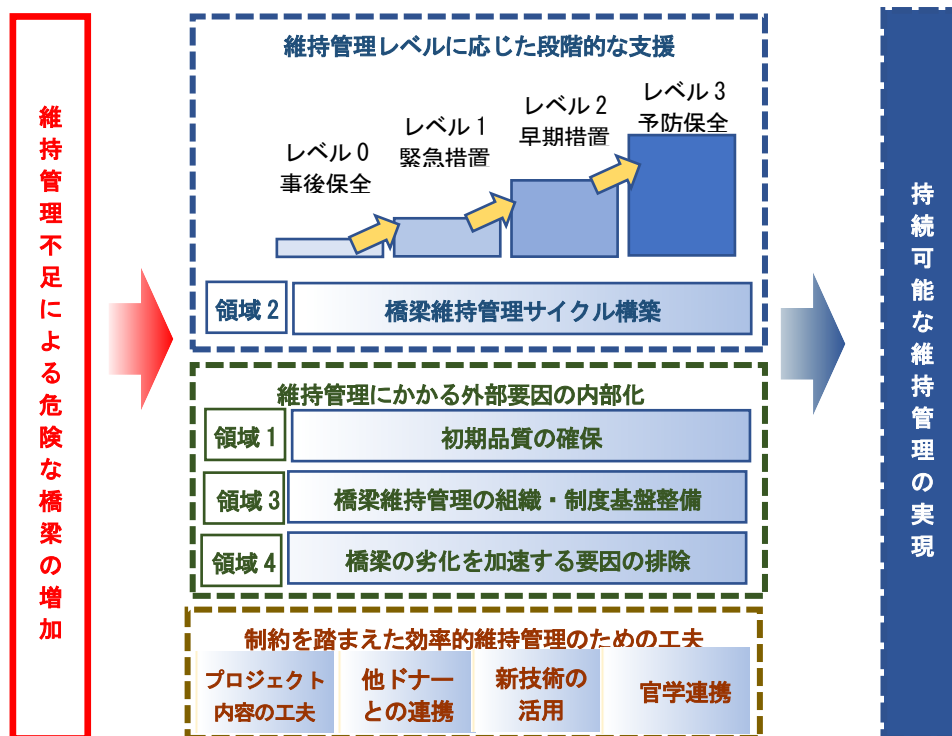 維持管理不足による危険な橋梁の増加
維持管理レベルに応じた段階的な支援
レベル 0
事後保全
レベル 1
緊急措置
レベル 2
早期措置
レベル 3
予防保全
領域 2
橋梁維持管理サイクル構築
維持管理にかかる外部要因の内部化
領域 1
初期品質の確保
領域 3
橋梁維持管理の組織・制度基盤整備
領域 4
橋梁の劣化を加速する要因の排除
制約を踏まえた効率的維持管理のための工夫
プロジェクト
内容の工夫
他ドナー
との連携
新技術の
活用
官学連携
持続可能な維持管理の実現